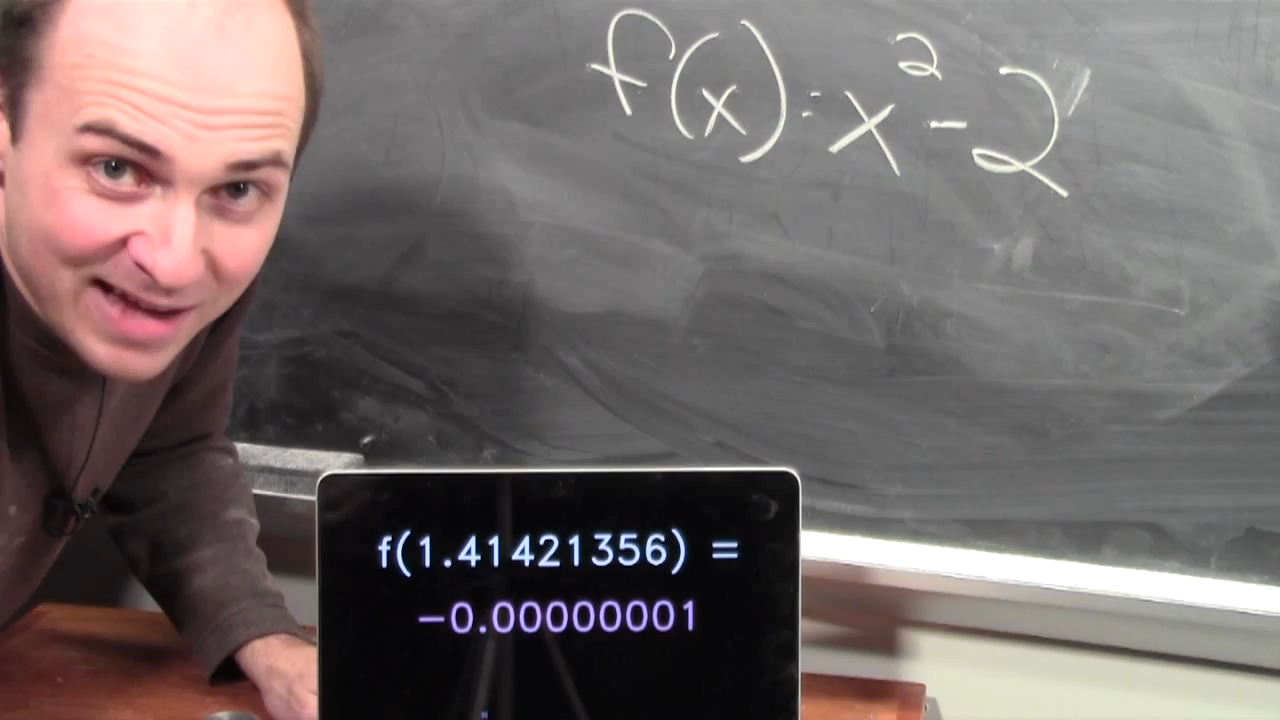 f(x)=x²-2
f(1.41421356) =
-0.00000001